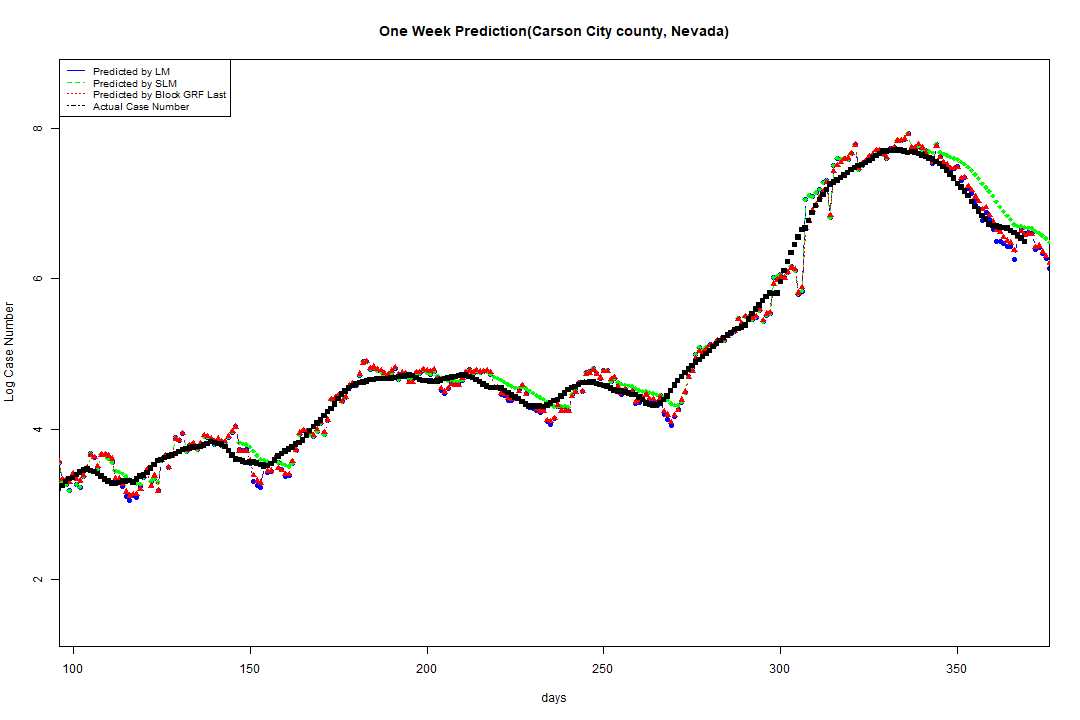 One Week Prediction(Carson City county, Nevada)
Predicted by LM
Predicted by SLM
Predicted by Block GRF Last
Actual Case Number
8
6
4
2
Log Case Number
100
150
200
250
300
350
days